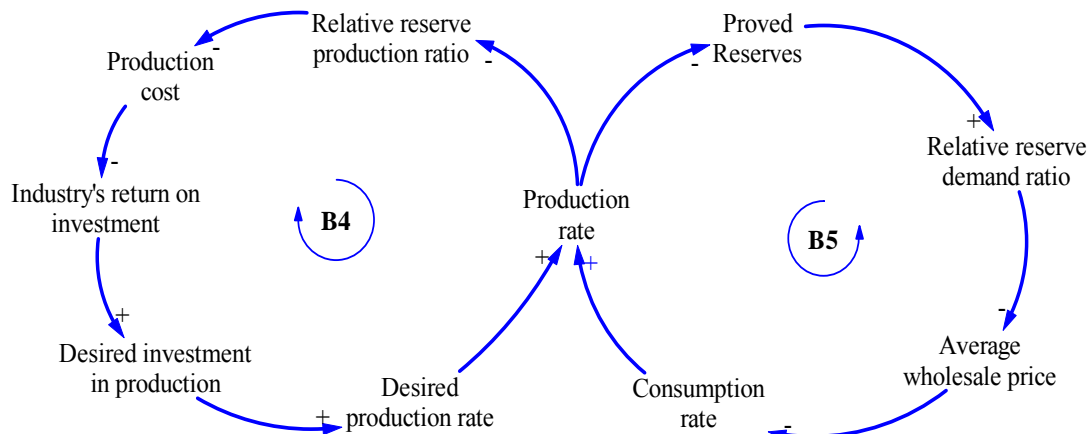 Relative reserve
production ratio
-
Production
cost
-
-
Industry's return on
investment
+
Desired investment
in production
+
Desired
production rate
+
B4
Production
rate
-
Proved
Reserves
+
Relative reserve
demand ratio
-
Average
wholesale price
-
Consumption
rate
+
B5